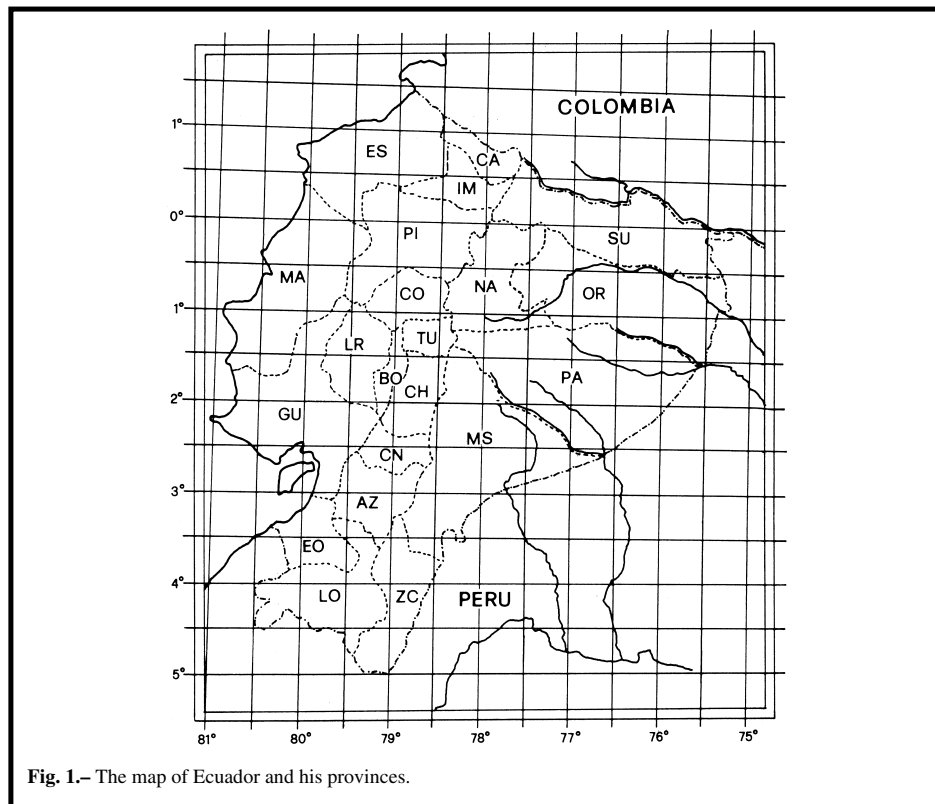 COLOMBIA
1°
ES
CA
IM
0°
PI
SU
MA
CO
NA
OR
1°
LR
TU
BO
CH
PA
2°
GU
MS
CN
3°
AZ
EO
4°
LO
ZC
PERU
5°
81° 80° 79° 78° 77° 76° 75°
Fig. 1.– The map of Ecuador and his provinces.